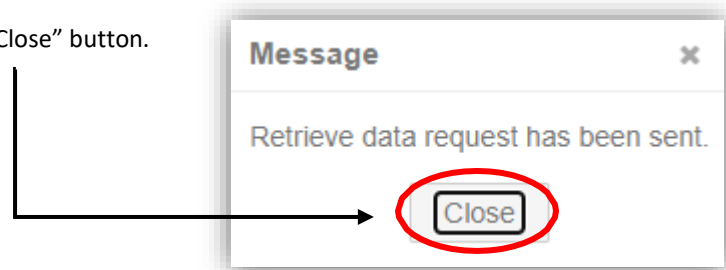 Close” button.
Message ×
Retrieve data request has been sent.
Close